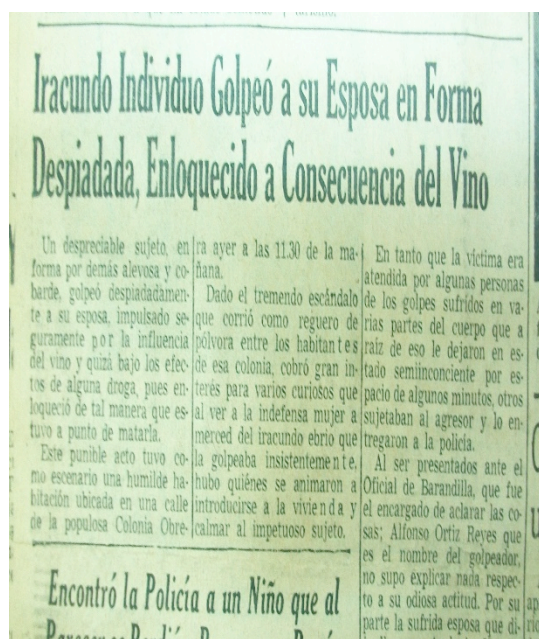 Iracundo Individuo Golpeó a su Esposa en Forma
Despiadada, Enloquecido a Consecuencia del Vino
Un despreciable sujeto, en
forma por demás alevosa y co-
barde, golpeó despiadadamen-
te a su esposa, impulsado se-
guramente por la influencia
del vino y quizá bajo los efec-
tos de alguna droga, pues en-
loqueció de tal manera que es-
tuvo a punto de matarla.
Este punible acto tuvo co-
mo escenario una humilde ha-
bitación ubicada en una calle
de la populosa Colonia Obre-
ra ayer a las 11.30 de la ma-
ñana.
Dado el tremendo escándalo
que corrió como reguero de
pólvora entre los habitantes
de esa colonia, cobró gran in-
terés para varios curiosos que
al ver a la indefensa mujer a
merced del iracundo ebrio que
la golpeaba insistentemente,
hubo quiénes se animaron a
introducirse a la vivienda y
calmar al impetuoso sujeto.
En tanto que la víctima era
atendida por algunas personas
de los golpes sufridos en va-
rias partes del cuerpo que a
raíz de eso le dejaron en es-
tado semiinconciente por es-
pacio de algunos minutos, otros
sujetaban al agresor y lo en-
tregaron a la policía.
Al ser presentados ante el
Oficial de Barandilla, que fue
el encargado de aclarar las co-
sas; Alfonso Ortiz Reyes que
es el nombre del golpeador,
no supo explicar nada respec-
to a su odiosa actitud. Por su
parte la sufrida esposa que di-
Encontró la Policía a un Niño que al